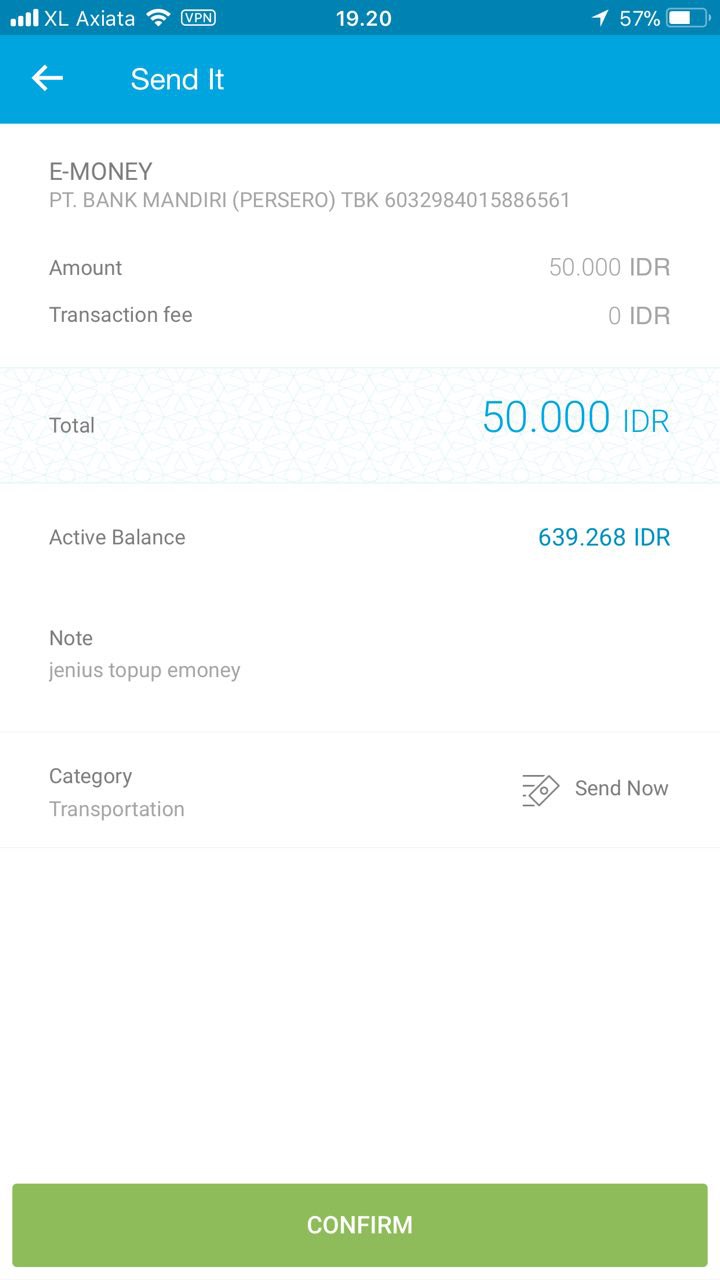 XL Axiata VPN 19.20 57%
Send It
E-MONEY
PT. BANK MANDIRI (PERSERO) TBK 6032984015886561
Amount 50.000 IDR
Transaction fee 0 IDR
Total 50.000 IDR
Active Balance 639.268 IDR
Note
jenius topup emoney
Category
Transportation
Send Now
CONFIRM